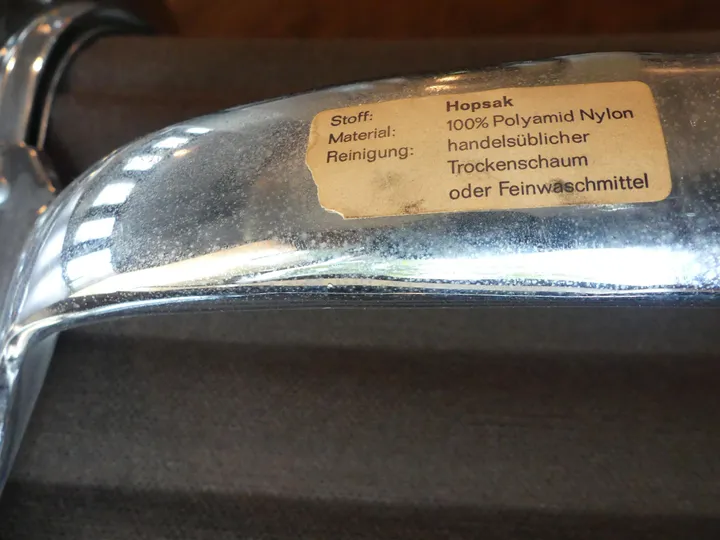 Stoff: Hopsak
Material: 100% Polyamid Nylon
Reinigung: handelsüblicher
Trockenschaum
oder Feinwaschmittel